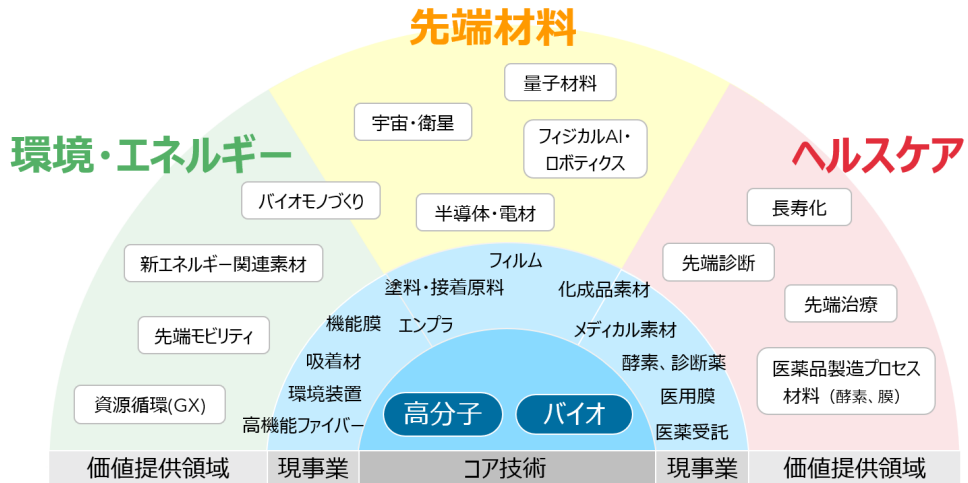 先端材料
量子材料
宇宙・衛星
フィジカルAI・
ロボティクス
半導体・電材
環境・エネルギー
バイオモノづくり
新エネルギー関連素材
先端モビリティ
資源循環(GX)
ヘルスケア
長寿化
先端診断
先端治療
医薬品製造プロセス
材料（酵素、膜）
フィルム
塗料・接着原料
化成品素材
機能膜
エンプラ
メディカル素材
吸着材
酵素、診断薬
環境装置
医用膜
高機能ファイバー
医薬受託
高分子
バイオ
価値提供領域
現事業
コア技術
現事業
価値提供領域